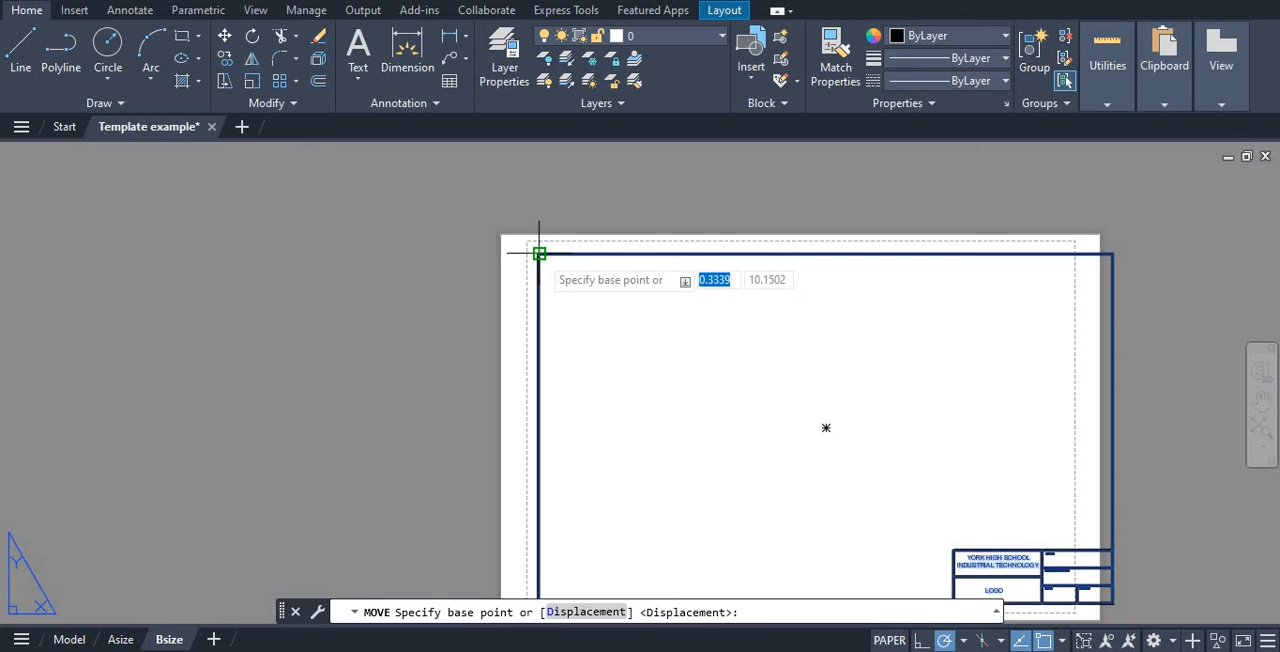 Home Insert Annotate Parametric View Manage Output Add-ins Collaborate Express Tools Featured Apps Layout
0 ByLayer
ByLayer
ByLayer
Line Polyline Circle Arc Text Dimension Layer Properties Insert Match Properties Group Utilities Clipboard View
Draw Modify Annotation Layers Block Properties Groups
Start Template example* 
Specify base point or 0.3339 10.1502
YORK HIGH SCHOOL
INDUSTRIAL TECHNOLOGY
LOGO
Y
X
MOVE Specify base point or [Displacement] <Displacement>:
Model Asize Bsize PAPER